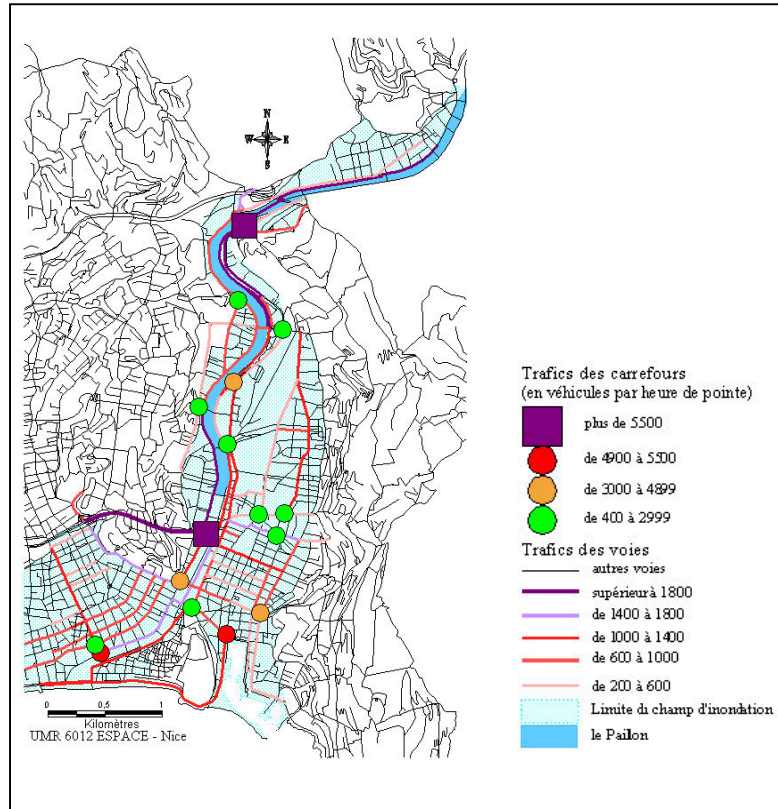 N
W E
S
Trafics des carrefours
(en véhicules par heure de pointe)
plus de 5500
de 4900 à 5500
de 3000 à 4899
de 400 à 2999
Trafics des voies
autres voies
supérieur à 1800
de 1400 à 1800
de 1000 à 1400
de 600 à 1000
de 200 à 600
Limite du champ d'inondation
le Paillon
0 0,5 1
Kilomètres
UMR 6012 ESPACE - Nice